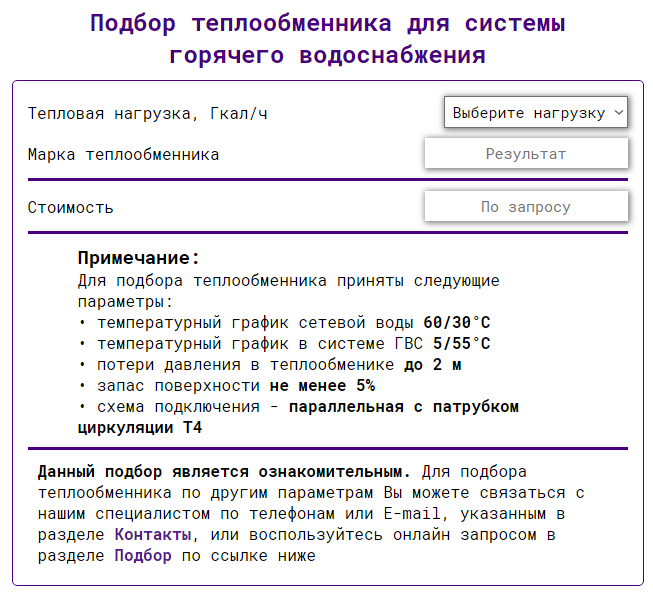 Подбор теплообменника для системы
горячего водоснабжения
Тепловая нагрузка, Гкал/ч
Выберите нагрузку
Марка теплообменника
Результат
Стоимость
По запросу
Примечание:
Для подбора теплообменника приняты следующие
параметры:
• температурный график сетевой воды 60/30°С
• температурный график в системе ГВС 5/55°С
• потери давления в теплообменике до 2 м
• запас поверхности не менее 5%
• схема подключения - параллельная с патрубком
циркуляции Т4
Данный подбор является ознакомительным. Для подбора
теплообменника по другим параметрам Вы можете связаться с
нашим специалистом по телефонам или E-mail, указанным в
разделе Контакты, или воспользуйтесь онлайн запросом в
разделе Подбор по ссылке ниже